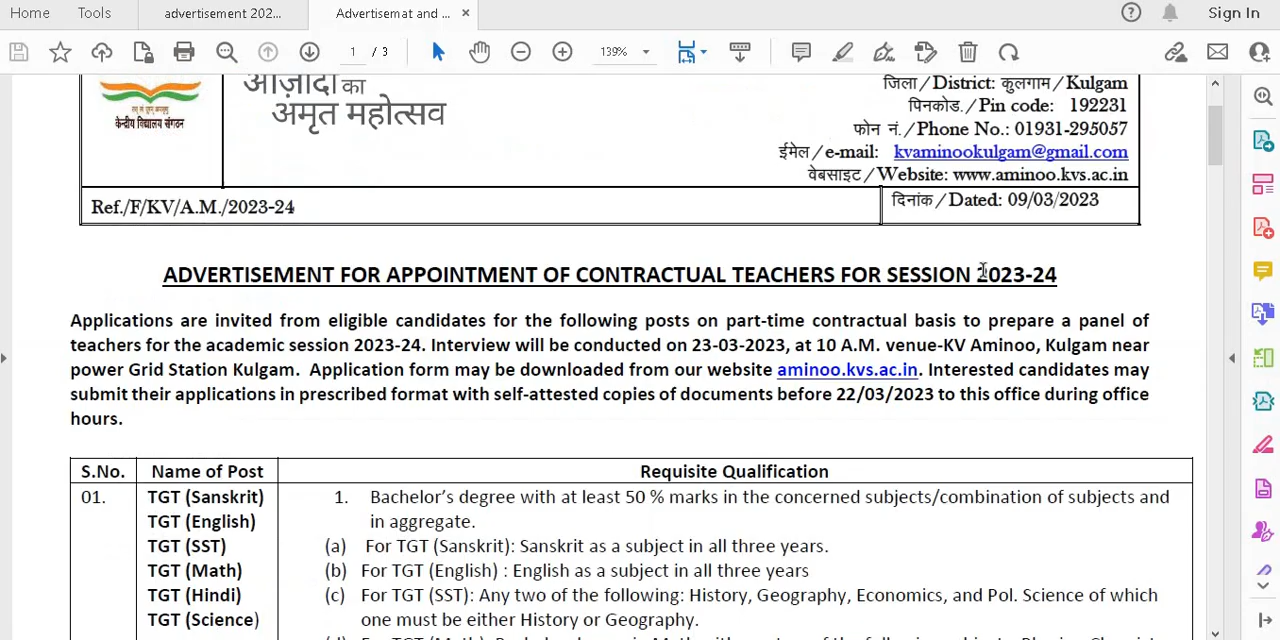 Home
Tools
advertisement 202...
Advertisemat and ...
Sign In
1 / 3
139%
केन्द्रीय विद्यालय संगठन
आज़ादी का
अमृत महोत्सव
जिला/District: कुलगाम/Kulgam
पिनकोड./Pin code: 192231
फोन नं./Phone No.: 01931-295057
ईमेल/e-mail: kvaminookulgam@gmail.com
वेबसाइट/Website: www.aminoo.kvs.ac.in
Ref./F/KV/A.M./2023-24
दिनांक/Dated: 09/03/2023
ADVERTISEMENT FOR APPOINTMENT OF CONTRACTUAL TEACHERS FOR SESSION 2023-24
Applications are invited from eligible candidates for the following posts on part-time contractual basis to prepare a panel of
teachers for the academic session 2023-24. Interview will be conducted on 23-03-2023, at 10 A.M. venue-KV Aminoo, Kulgam near
power Grid Station Kulgam. Application form may be downloaded from our website aminoo.kvs.ac.in. Interested candidates may
submit their applications in prescribed format with self-attested copies of documents before 22/03/2023 to this office during office
hours.
S.No. Name of Post Requisite Qualification
01. TGT (Sanskrit) 1. Bachelor's degree with at least 50 % marks in the concerned subjects/combination of subjects and
TGT (English) in aggregate.
TGT (SST) (a) For TGT (Sanskrit): Sanskrit as a subject in all three years.
TGT (Math) (b) For TGT (English) : English as a subject in all three years
TGT (Hindi) (c) For TGT (SST): Any two of the following: History, Geography, Economics, and Pol. Science of which
TGT (Science) one must be either History or Geography.